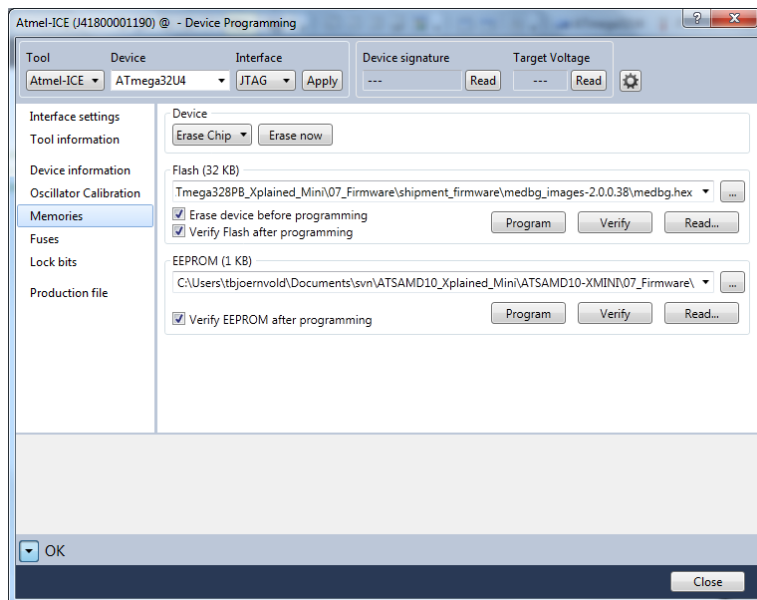 Atmel-ICE (J41800001190) @ - Device Programming
Tool Device Interface Device signature Target Voltage
Atmel-ICE ATmega32U4 JTAG Apply --- Read --- Read
Interface settings
Tool information
Device information
Oscillator Calibration
Memories
Fuses
Lock bits
Production file
Device
Erase Chip Erase now
Flash (32 KB)
Tmega328PB_Xplained_Mini\07_Firmware\shipment_firmware\medbg_images-2.0.0.38\medbg.hex ...
Erase device before programming
Verify Flash after programming
Program Verify Read...
EEPROM (1 KB)
C:\Users\tbjoernvold\Documents\svn\ATSAMD10_Xplained_Mini\ATSAMD10-XMINI\07_Firmware\ ...
Verify EEPROM after programming
Program Verify Read...
OK
Close